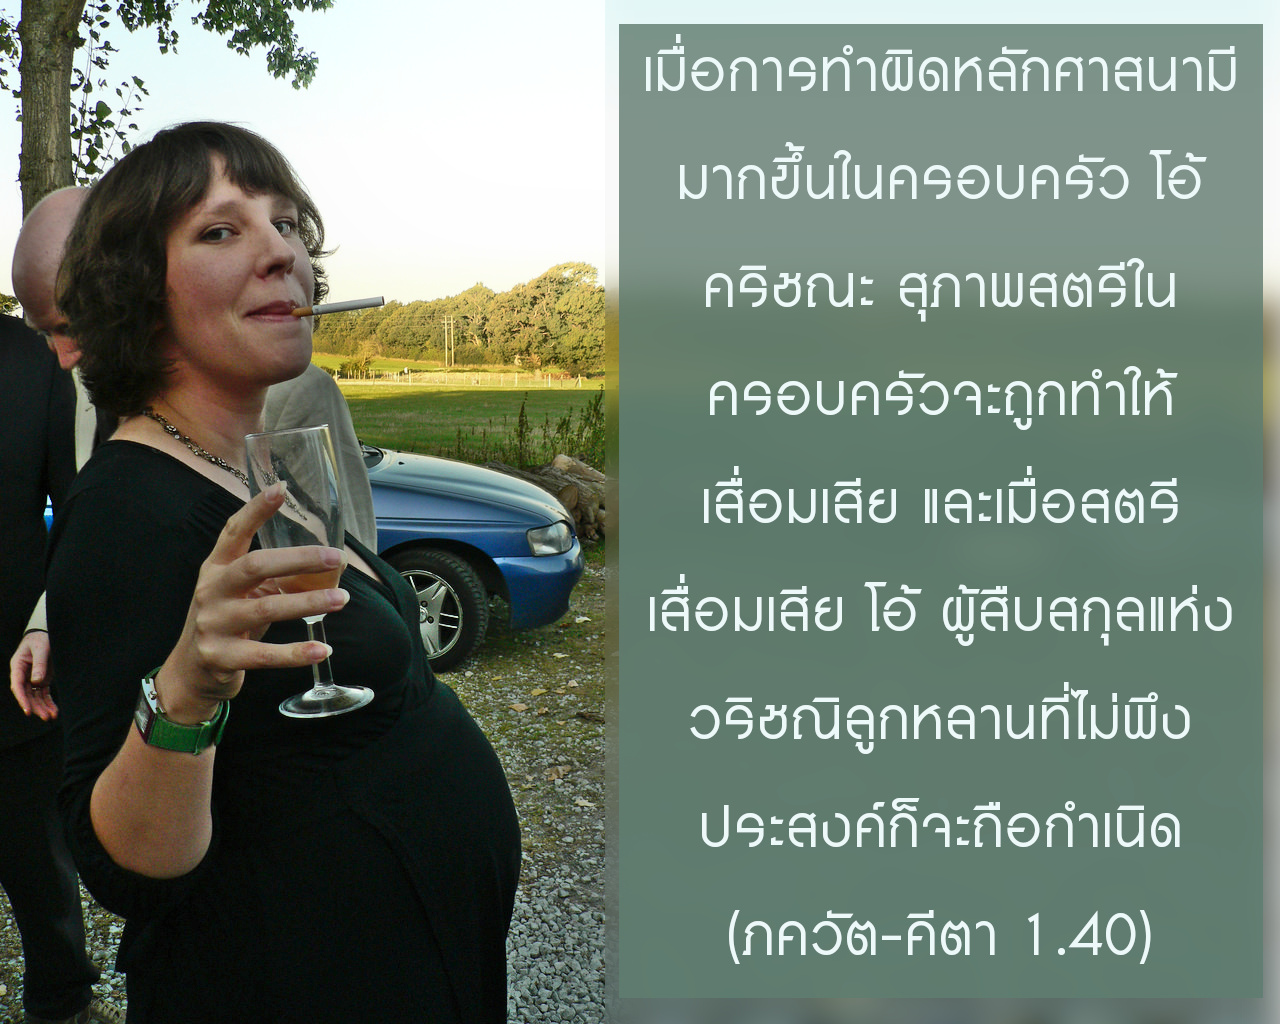 เมื่อการทำผิดหลักศาสนามี
มากขึ้นในครอบครัว โอ้
คริชณะ สุภาพสตรีใน
ครอบครัวจะถูกทำให้
เสื่อมเสีย และเมื่อสตรี
เสื่อมเสีย โอ้ ผู้สืบสกุลแห่ง
วริชณิลูกหลานที่ไม่พึง
ประสงค์ก็จะถือกำเนิด
(ภควัต-คีตา 1.40)